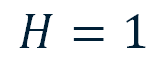 H = 1